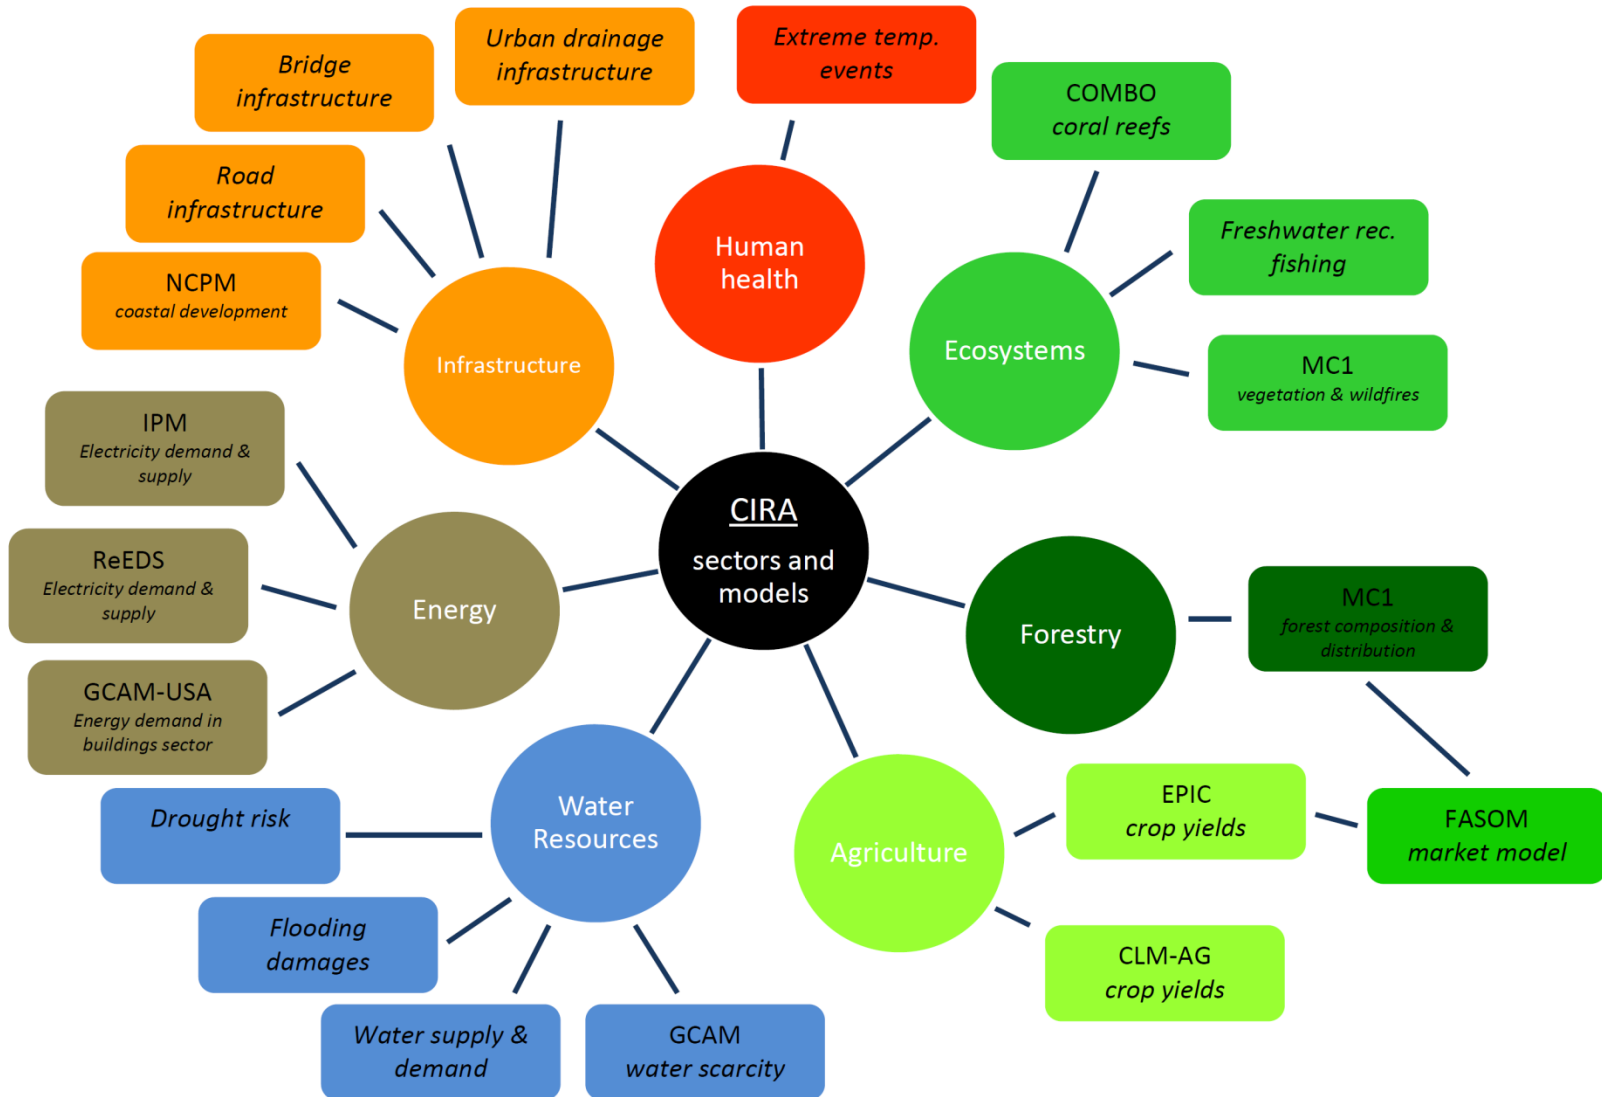 Urban drainage
infrastructure
Extreme temp.
events
Bridge
infrastructure
COMBO
coral reefs
Road
infrastructure
Freshwater rec.
fishing
Human
health
NCPM
coastal development
Infrastructure
Ecosystems
MC1
vegetation & wildfires
IPM
Electricity demand &
supply
CIRA
sectors and
models
ReEDS
Electricity demand &
supply
Energy
Forestry
MC1
forest composition &
distribution
GCAM-USA
Energy demand in
buildings sector
Drought risk
Water
Resources
Agriculture
EPIC
crop yields
FASOM
market model
Flooding
damages
CLM-AG
crop yields
Water supply &
demand
GCAM
water scarcity